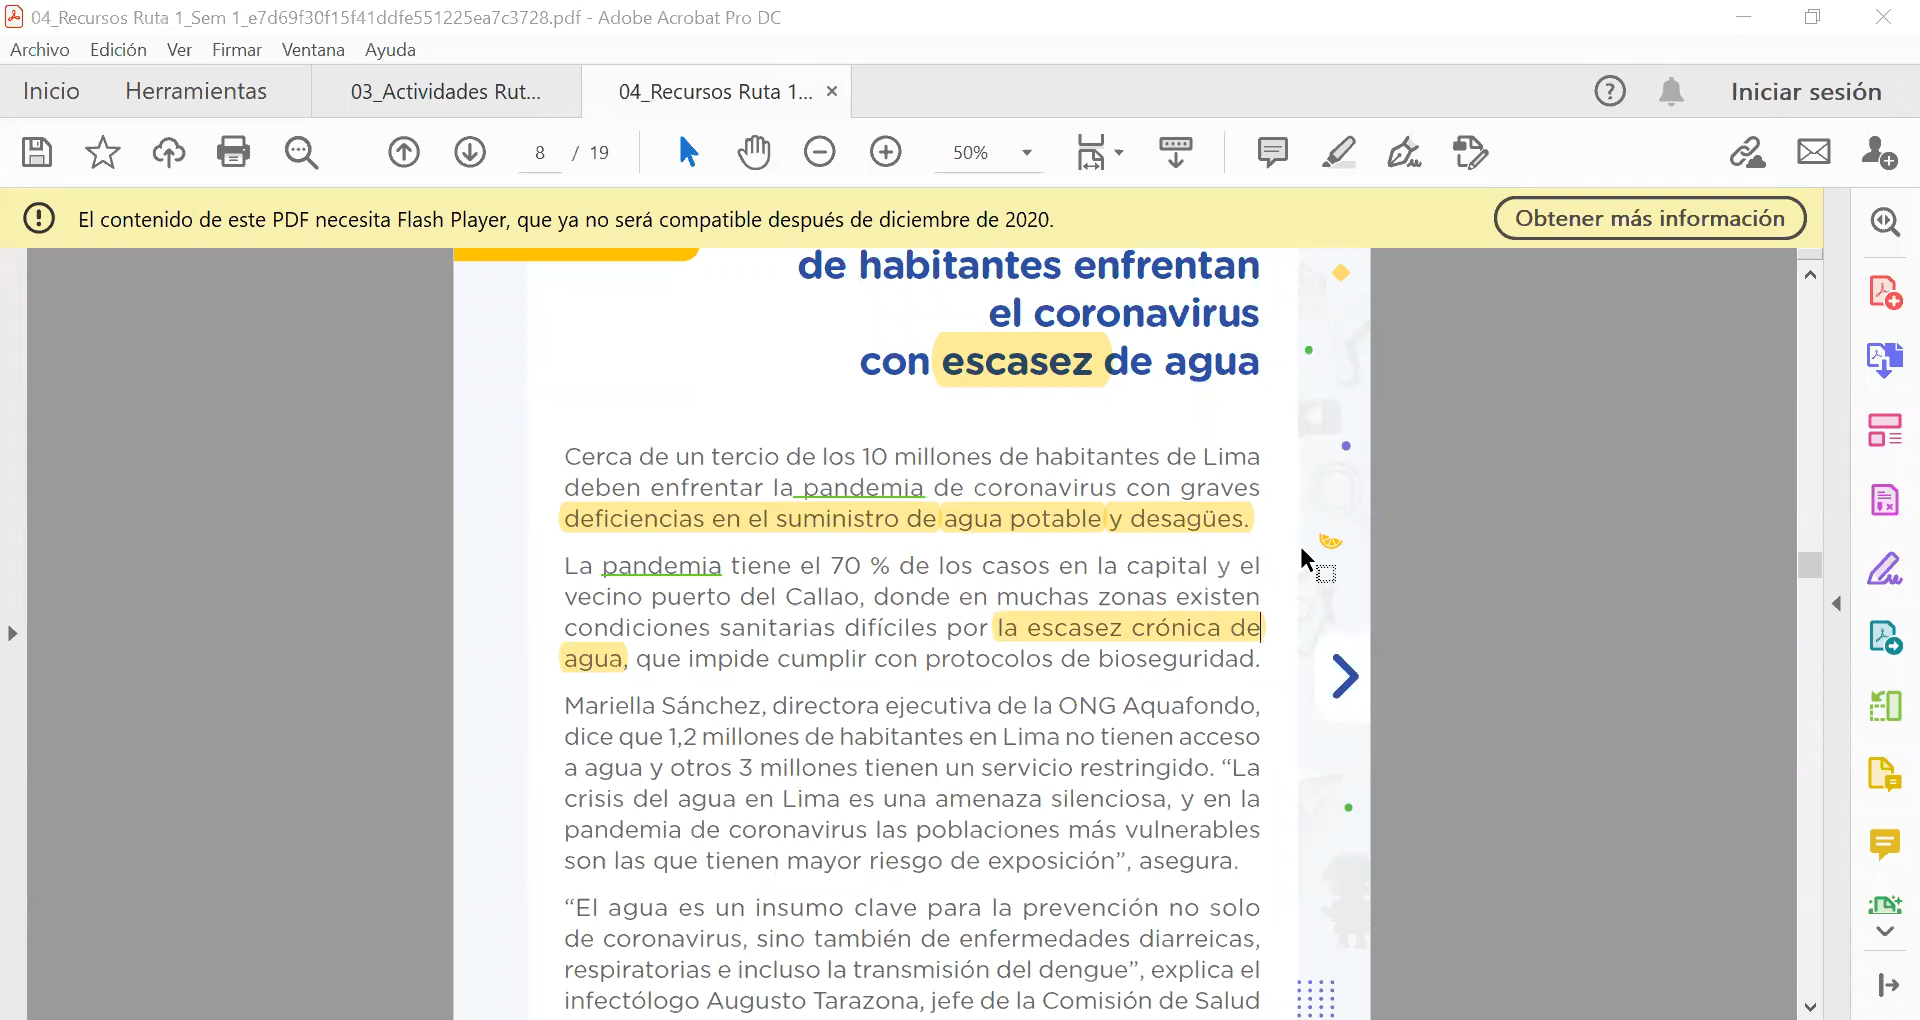 04_Recursos Ruta 1_Sem 1_e7d69f30f15f41ddfe551225ea7c3728.pdf - Adobe Acrobat Pro DC
Archivo Edición Ver Firmar Ventana Ayuda
Inicio Herramientas 03_Actividades Rut... 04_Recursos Ruta 1... × Iniciar sesión
8 / 19 50%
El contenido de este PDF necesita Flash Player, que ya no será compatible después de diciembre de 2020. Obtener más información
de habitantes enfrentan
el coronavirus
con escasez de agua
Cerca de un tercio de los 10 millones de habitantes de Lima
deben enfrentar la pandemia de coronavirus con graves
deficiencias en el suministro de agua potable y desagües.
La pandemia tiene el 70 % de los casos en la capital y el
vecino puerto del Callao, donde en muchas zonas existen
condiciones sanitarias difíciles por la escasez crónica de
agua, que impide cumplir con protocolos de bioseguridad.
Mariella Sánchez, directora ejecutiva de la ONG Aquafondo,
dice que 1,2 millones de habitantes en Lima no tienen acceso
a agua y otros 3 millones tienen un servicio restringido. “La
crisis del agua en Lima es una amenaza silenciosa, y en la
pandemia de coronavirus las poblaciones más vulnerables
son las que tienen mayor riesgo de exposición”, asegura.
“El agua es un insumo clave para la prevención no solo
de coronavirus, sino también de enfermedades diarreicas,
respiratorias e incluso la transmisión del dengue”, explica el
infectólogo Augusto Tarazona, jefe de la Comisión de Salud